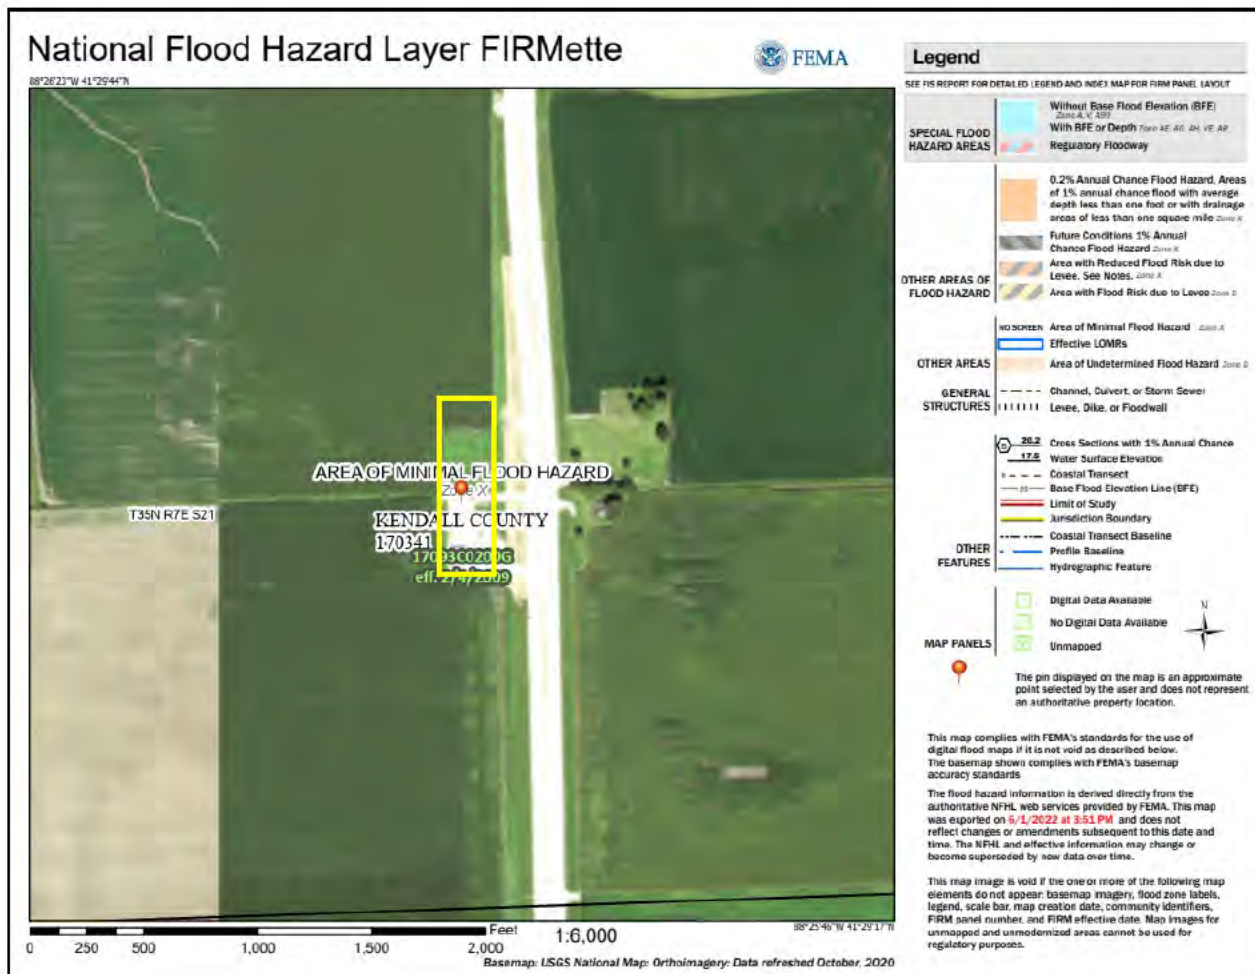 National Flood Hazard Layer FIRMette
FEMA
88°26'23"W 41°29'44"N
AREA OF MINIMAL FLOOD HAZARD
Zone X
T35N R7E S21
KENDALL COUNTY
170341
17093C0200G
eff. 2/4/2009
0 250 500 1,000 1,500 2,000 Feet
1:6,000
88°25'46"W 41°29'17"N
Basemap: USGS National Map: Orthoimagery: Data refreshed October, 2020
Legend
SEE FIS REPORT FOR DETAILED LEGEND AND INDEX MAP FOR FIRM PANEL LAYOUT
SPECIAL FLOOD
HAZARD AREAS
Without Base Flood Elevation (BFE)
Zone A, V, A99
With BFE or Depth Zone AE, AO, AH, VE, AR
Regulatory Floodway
OTHER AREAS OF
FLOOD HAZARD
0.2% Annual Chance Flood Hazard, Areas
of 1% annual chance flood with average
depth less than one foot or with drainage
areas of less than one square mile Zone X
Future Conditions 1% Annual
Chance Flood Hazard Zone X
Area with Reduced Flood Risk due to
Levee. See Notes. Zone X
Area with Flood Risk due to Levee Zone D
OTHER AREAS
NO SCREEN Area of Minimal Flood Hazard Zone X
Effective LOMRs
Area of Undetermined Flood Hazard Zone D
GENERAL
STRUCTURES
Channel, Culvert, or Storm Sewer
Levee, Dike, or Floodwall
OTHER
FEATURES
20.2 Cross Sections with 1% Annual Chance
17.5 Water Surface Elevation
Coastal Transect
Base Flood Elevation Line (BFE)
Limit of Study
Jurisdiction Boundary
Coastal Transect Baseline
Profile Baseline
Hydrographic Feature
MAP PANELS
Digital Data Available
No Digital Data Available
Unmapped
N
The pin displayed on the map is an approximate
point selected by the user and does not represent
an authoritative property location.
This map complies with FEMA's standards for the use of
digital flood maps if it is not void as described below.
The basemap shown complies with FEMA's basemap
accuracy standards
The flood hazard information is derived directly from the
authoritative NFHL web services provided by FEMA. This map
was exported on 6/1/2022 at 3:51 PM and does not
reflect changes or amendments subsequent to this date and
time. The NFHL and effective information may change or
become superseded by new data over time.
This map image is void if the one or more of the following map
elements do not appear: basemap imagery, flood zone labels,
legend, scale bar, map creation date, community identifiers,
FIRM panel number, and FIRM effective date. Map images for
unmapped and unmodernized areas cannot be used for
regulatory purposes.